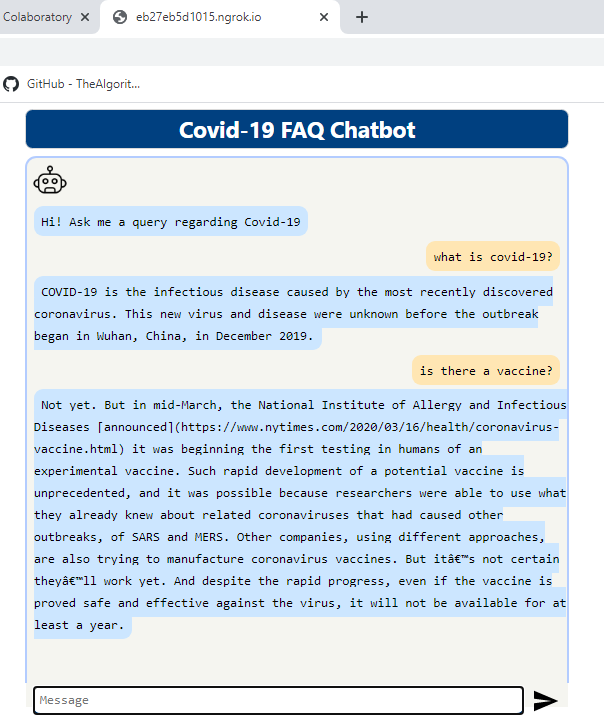 Colaboratory
eb27eb5d1015.ngrok.io
GitHub - TheAlgorit...
Covid-19 FAQ Chatbot
Hi! Ask me a query regarding Covid-19
what is covid-19?
COVID-19 is the infectious disease caused by the most recently discovered
coronavirus. This new virus and disease were unknown before the outbreak
began in Wuhan, China, in December 2019.
is there a vaccine?
Not yet. But in mid-March, the National Institute of Allergy and Infectious
Diseases [announced](https://www.nytimes.com/2020/03/16/health/coronavirus-
vaccine.html) it was beginning the first testing in humans of an
experimental vaccine. Such rapid development of a potential vaccine is
unprecedented, and it was possible because researchers were able to use what
they already knew about related coronaviruses that had caused other
outbreaks, of SARS and MERS. Other companies, using different approaches,
are also trying to manufacture coronavirus vaccines. But itâ€™s not certain
theyâ€™ll work yet. And despite the rapid progress, even if the vaccine is
proved safe and effective against the virus, it will not be available for at
least a year.
Message